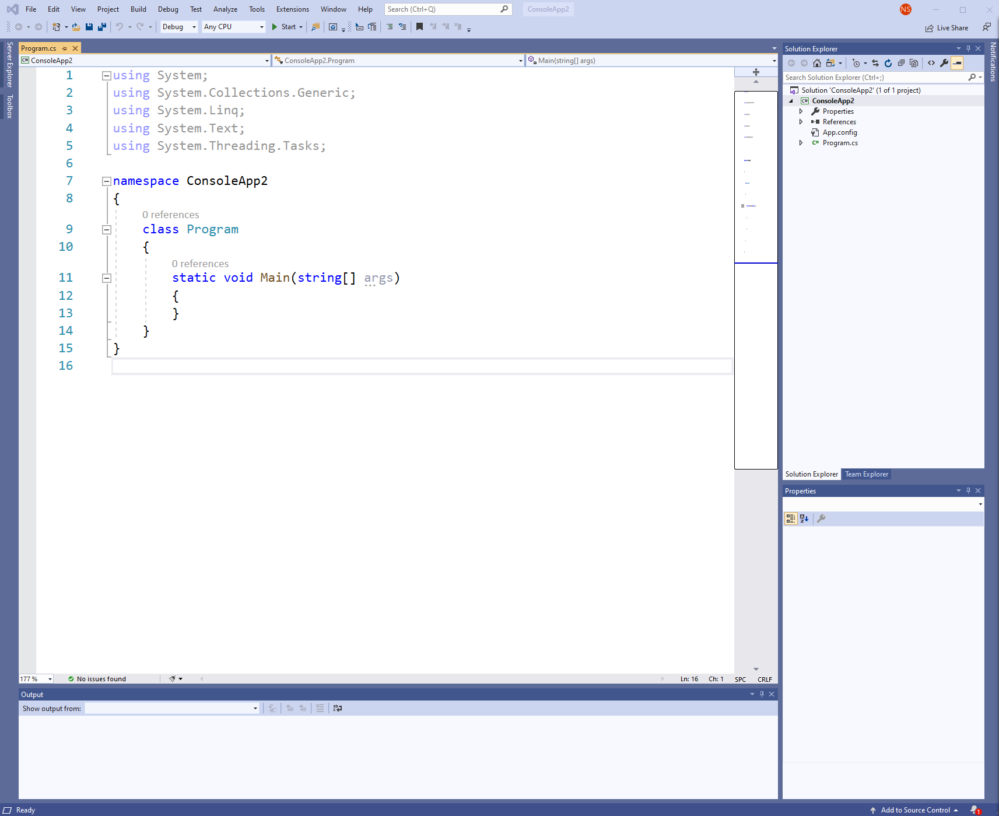 File Edit View Project Build Debug Test Analyze Tools Extensions Window Help Search (Ctrl+Q) ConsoleApp2 NS
Debug Any CPU Start Live Share
Server Explorer
Toolbox
Program.cs
C# ConsoleApp2 ConsoleApp2.Program Main(string[] args)
1 using System;
2 using System.Collections.Generic;
3 using System.Linq;
4 using System.Text;
5 using System.Threading.Tasks;
6
7 namespace ConsoleApp2
8 {
0 references
9 class Program
10 {
0 references
11 static void Main(string[] args)
12 {
13 }
14 }
15 }
16
177 % No issues found Ln: 16 Ch: 1 SPC CRLF
Output
Show output from:
Solution Explorer
Search Solution Explorer (Ctrl+;)
Solution 'ConsoleApp2' (1 of 1 project)
C# ConsoleApp2
Properties
References
App.config
C# Program.cs
Solution Explorer Team Explorer
Properties
Notifications
Ready Add to Source Control 1